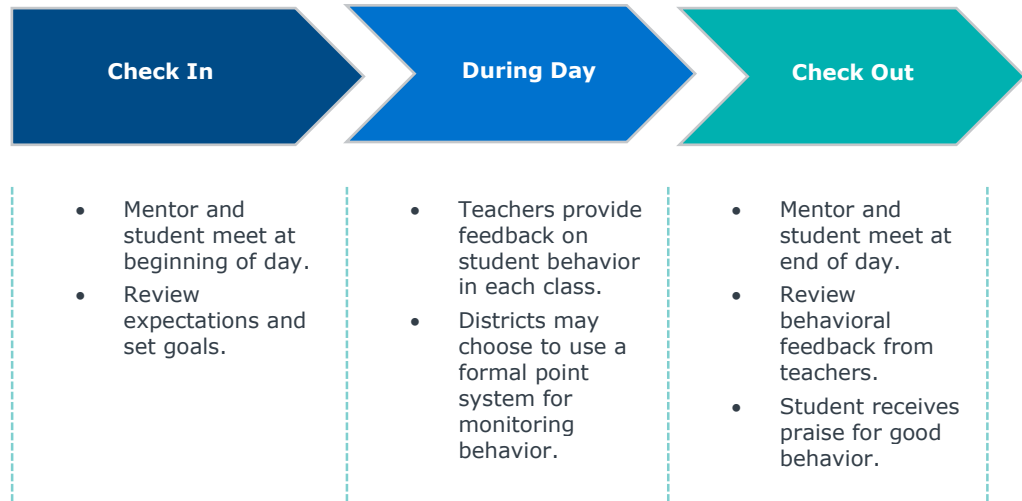 Check In
During Day
Check Out
• Mentor and
student meet at
beginning of day.
• Review
expectations and
set goals.
• Teachers provide
feedback on
student behavior
in each class.
• Districts may
choose to use a
formal point
system for
monitoring
behavior.
• Mentor and
student meet at
end of day.
• Review
behavioral
feedback from
teachers.
• Student receives
praise for good
behavior.